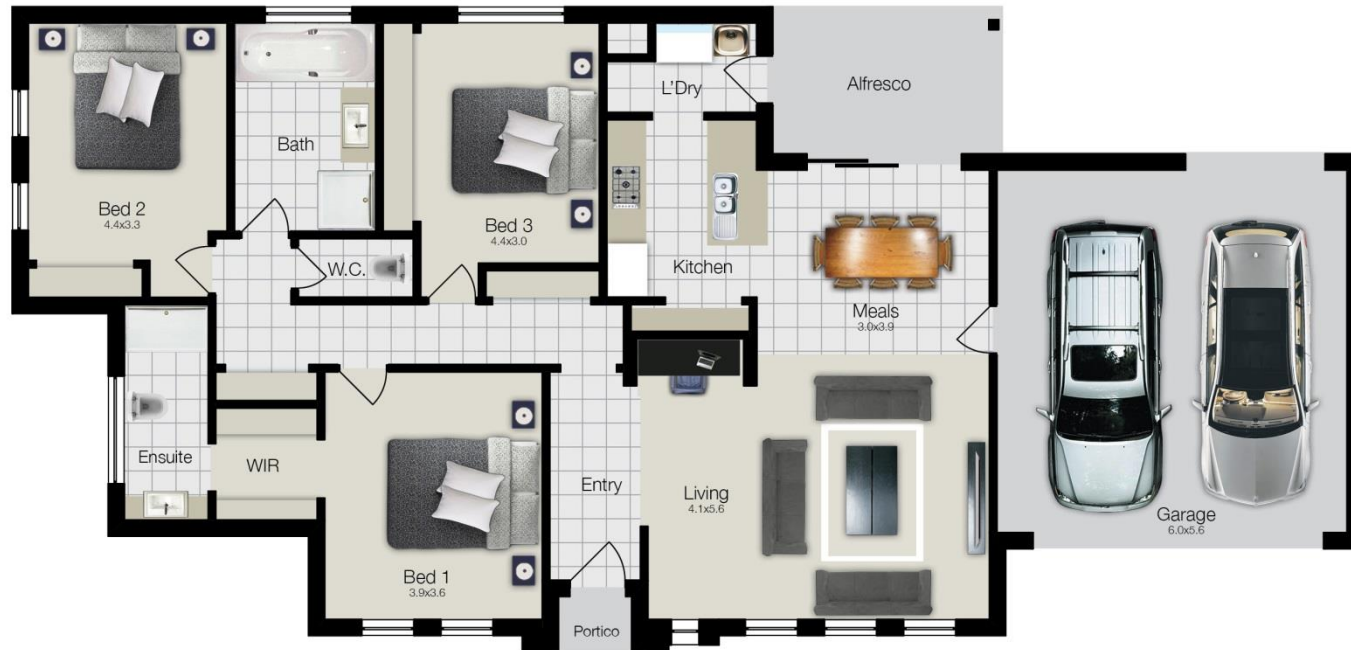 L'Dry
Alfresco
Bath
Bed 2
4.4x3.3
Bed 3
4.4x3.0
W.C.
Kitchen
Meals
3.0x3.9
Ensuite
WIR
Entry
Living
4.1x5.6
Garage
6.0x5.6
Bed 1
3.9x3.6
Portico